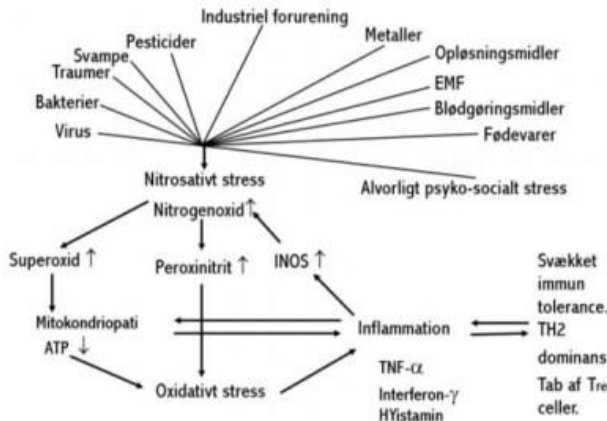 Industriel forurening
Pesticider
Metaller
Svampe
Opløsningsmidler
Traumer
EMF
Bakterier
Blødgøringsmidler
Virus
Fødevarer
Nitrosativt stress
Alvorligt psyko-socialt stress
Nitrogenoxid ↑
Superoxid ↑
Peroxinitrit ↑
INOS ↑
Svækket
immun
tolerance.
Mitokondriopati
Inflammation
TH2
ATP ↓
dominans
TNF-α
Oxidativt stress
Interferon-γ
Tab af Tre
HYistamin
celler.